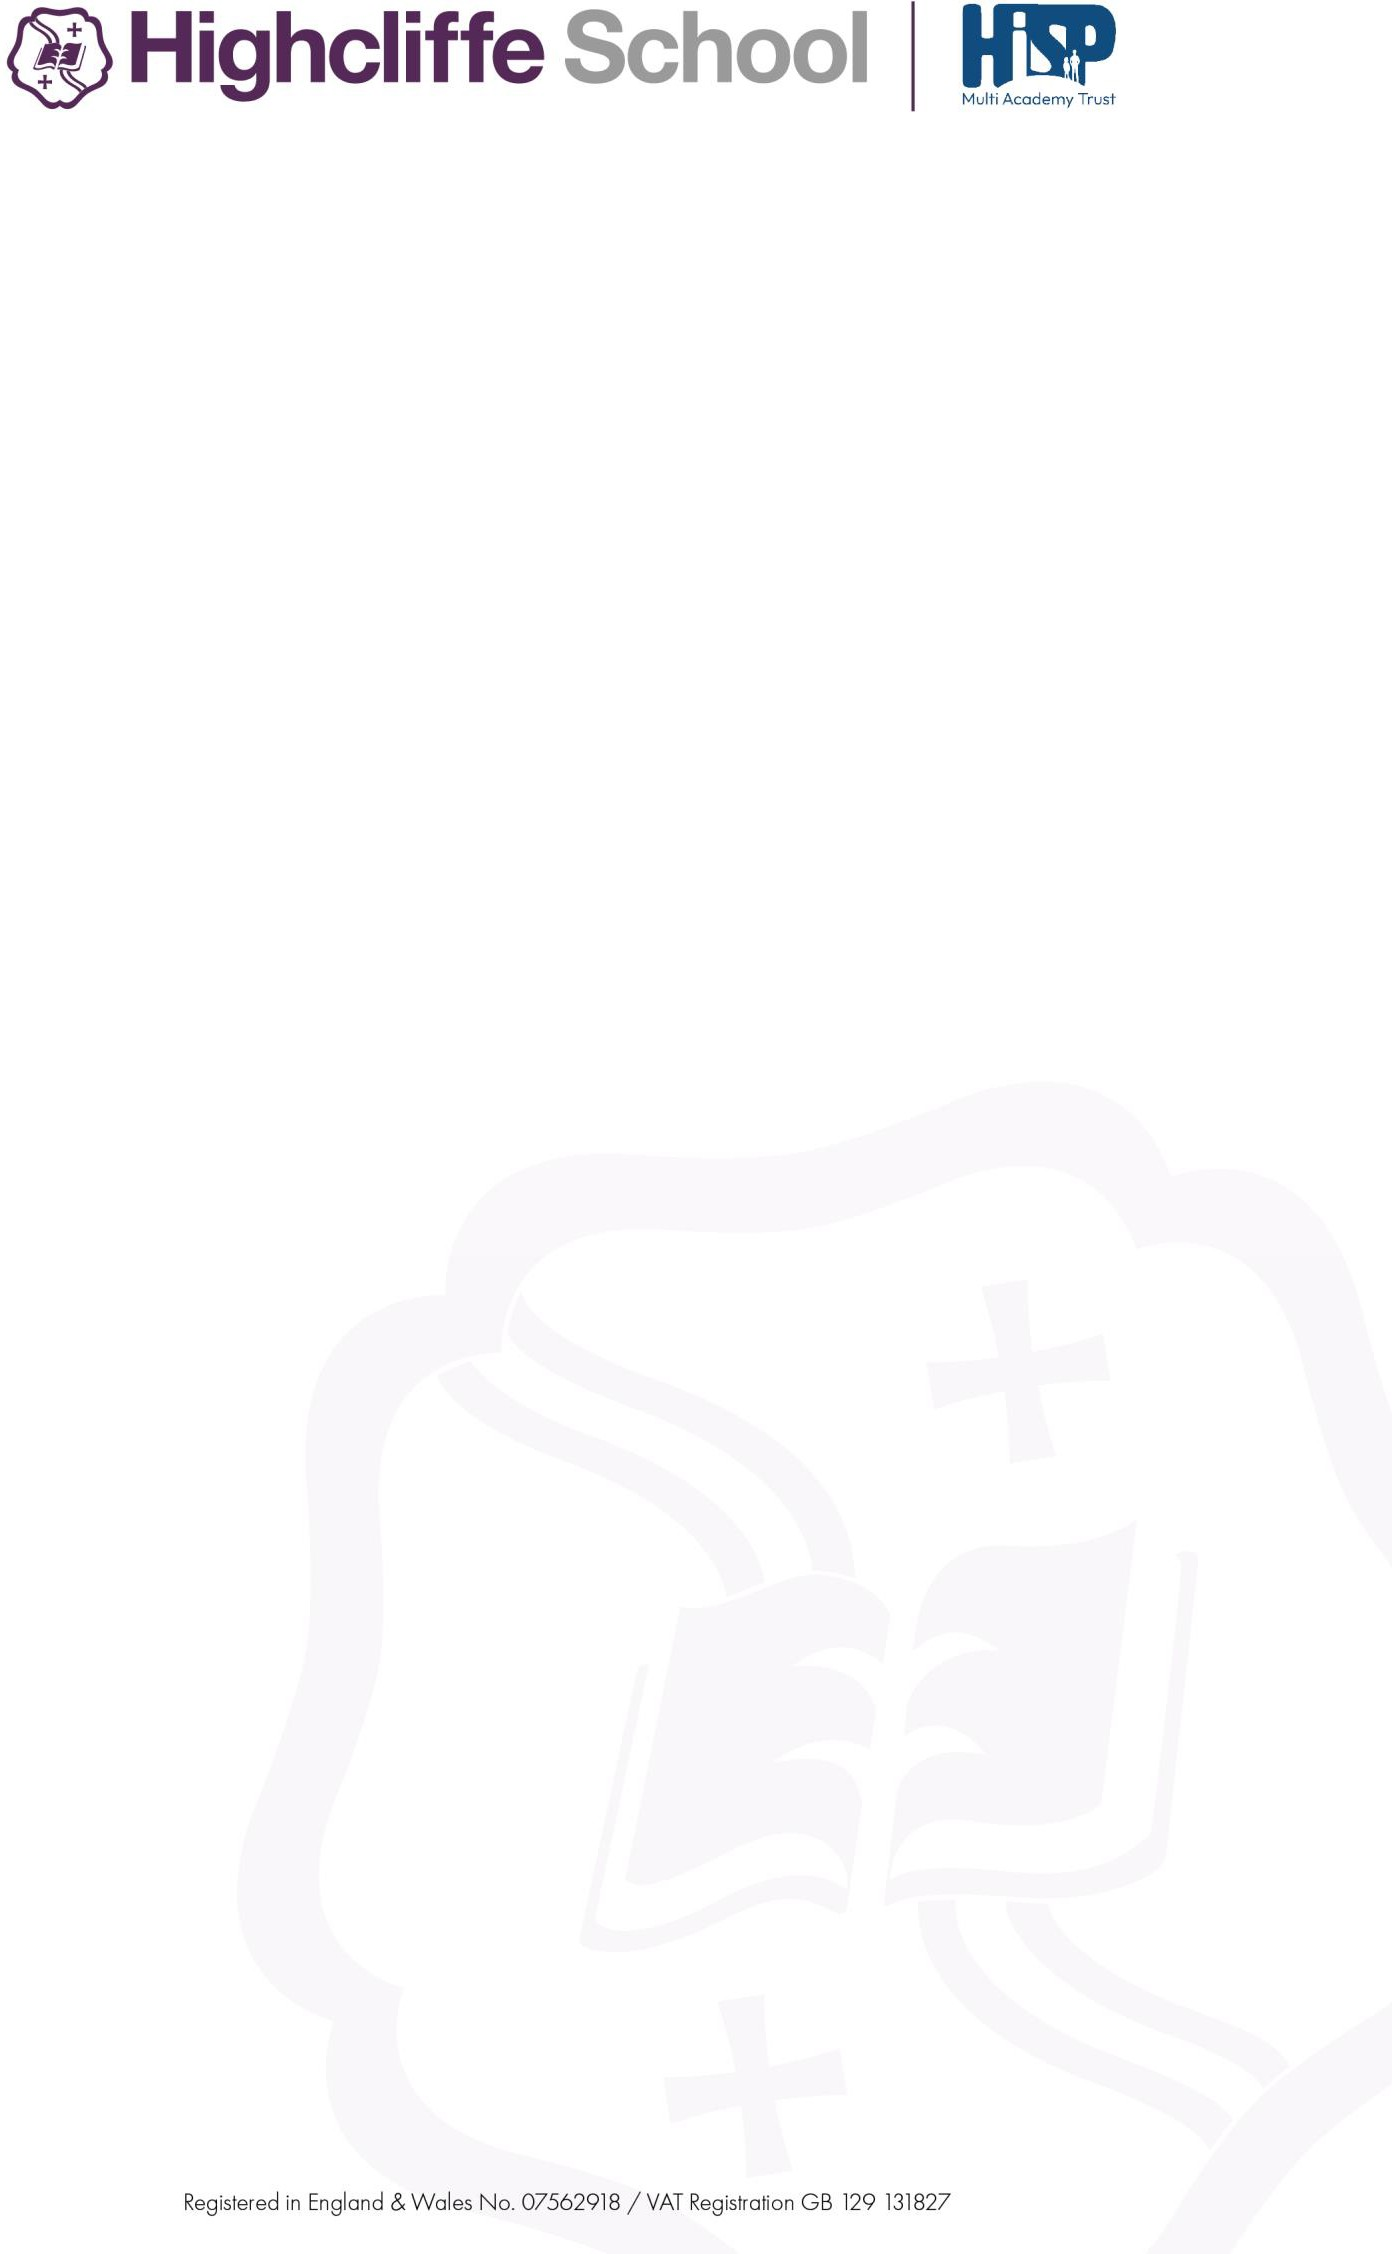 Highcliffe School
HiSP
Multi Academy Trust
Registered in England & Wales No. 07562918 / VAT Registration GB 129 131827